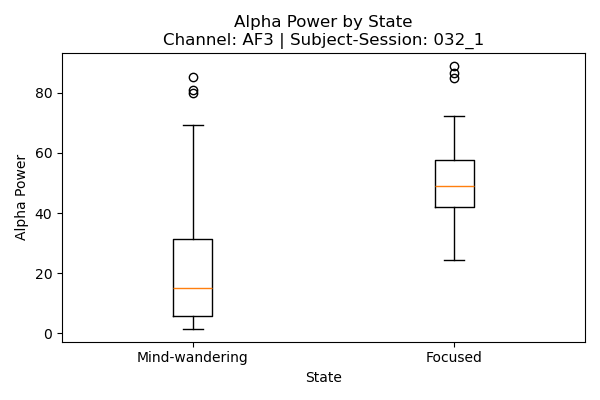 Alpha Power by State
Channel: AF3 | Subject-Session: 032_1
Alpha Power
80
60
40
20
0
Mind-wandering
Focused
State